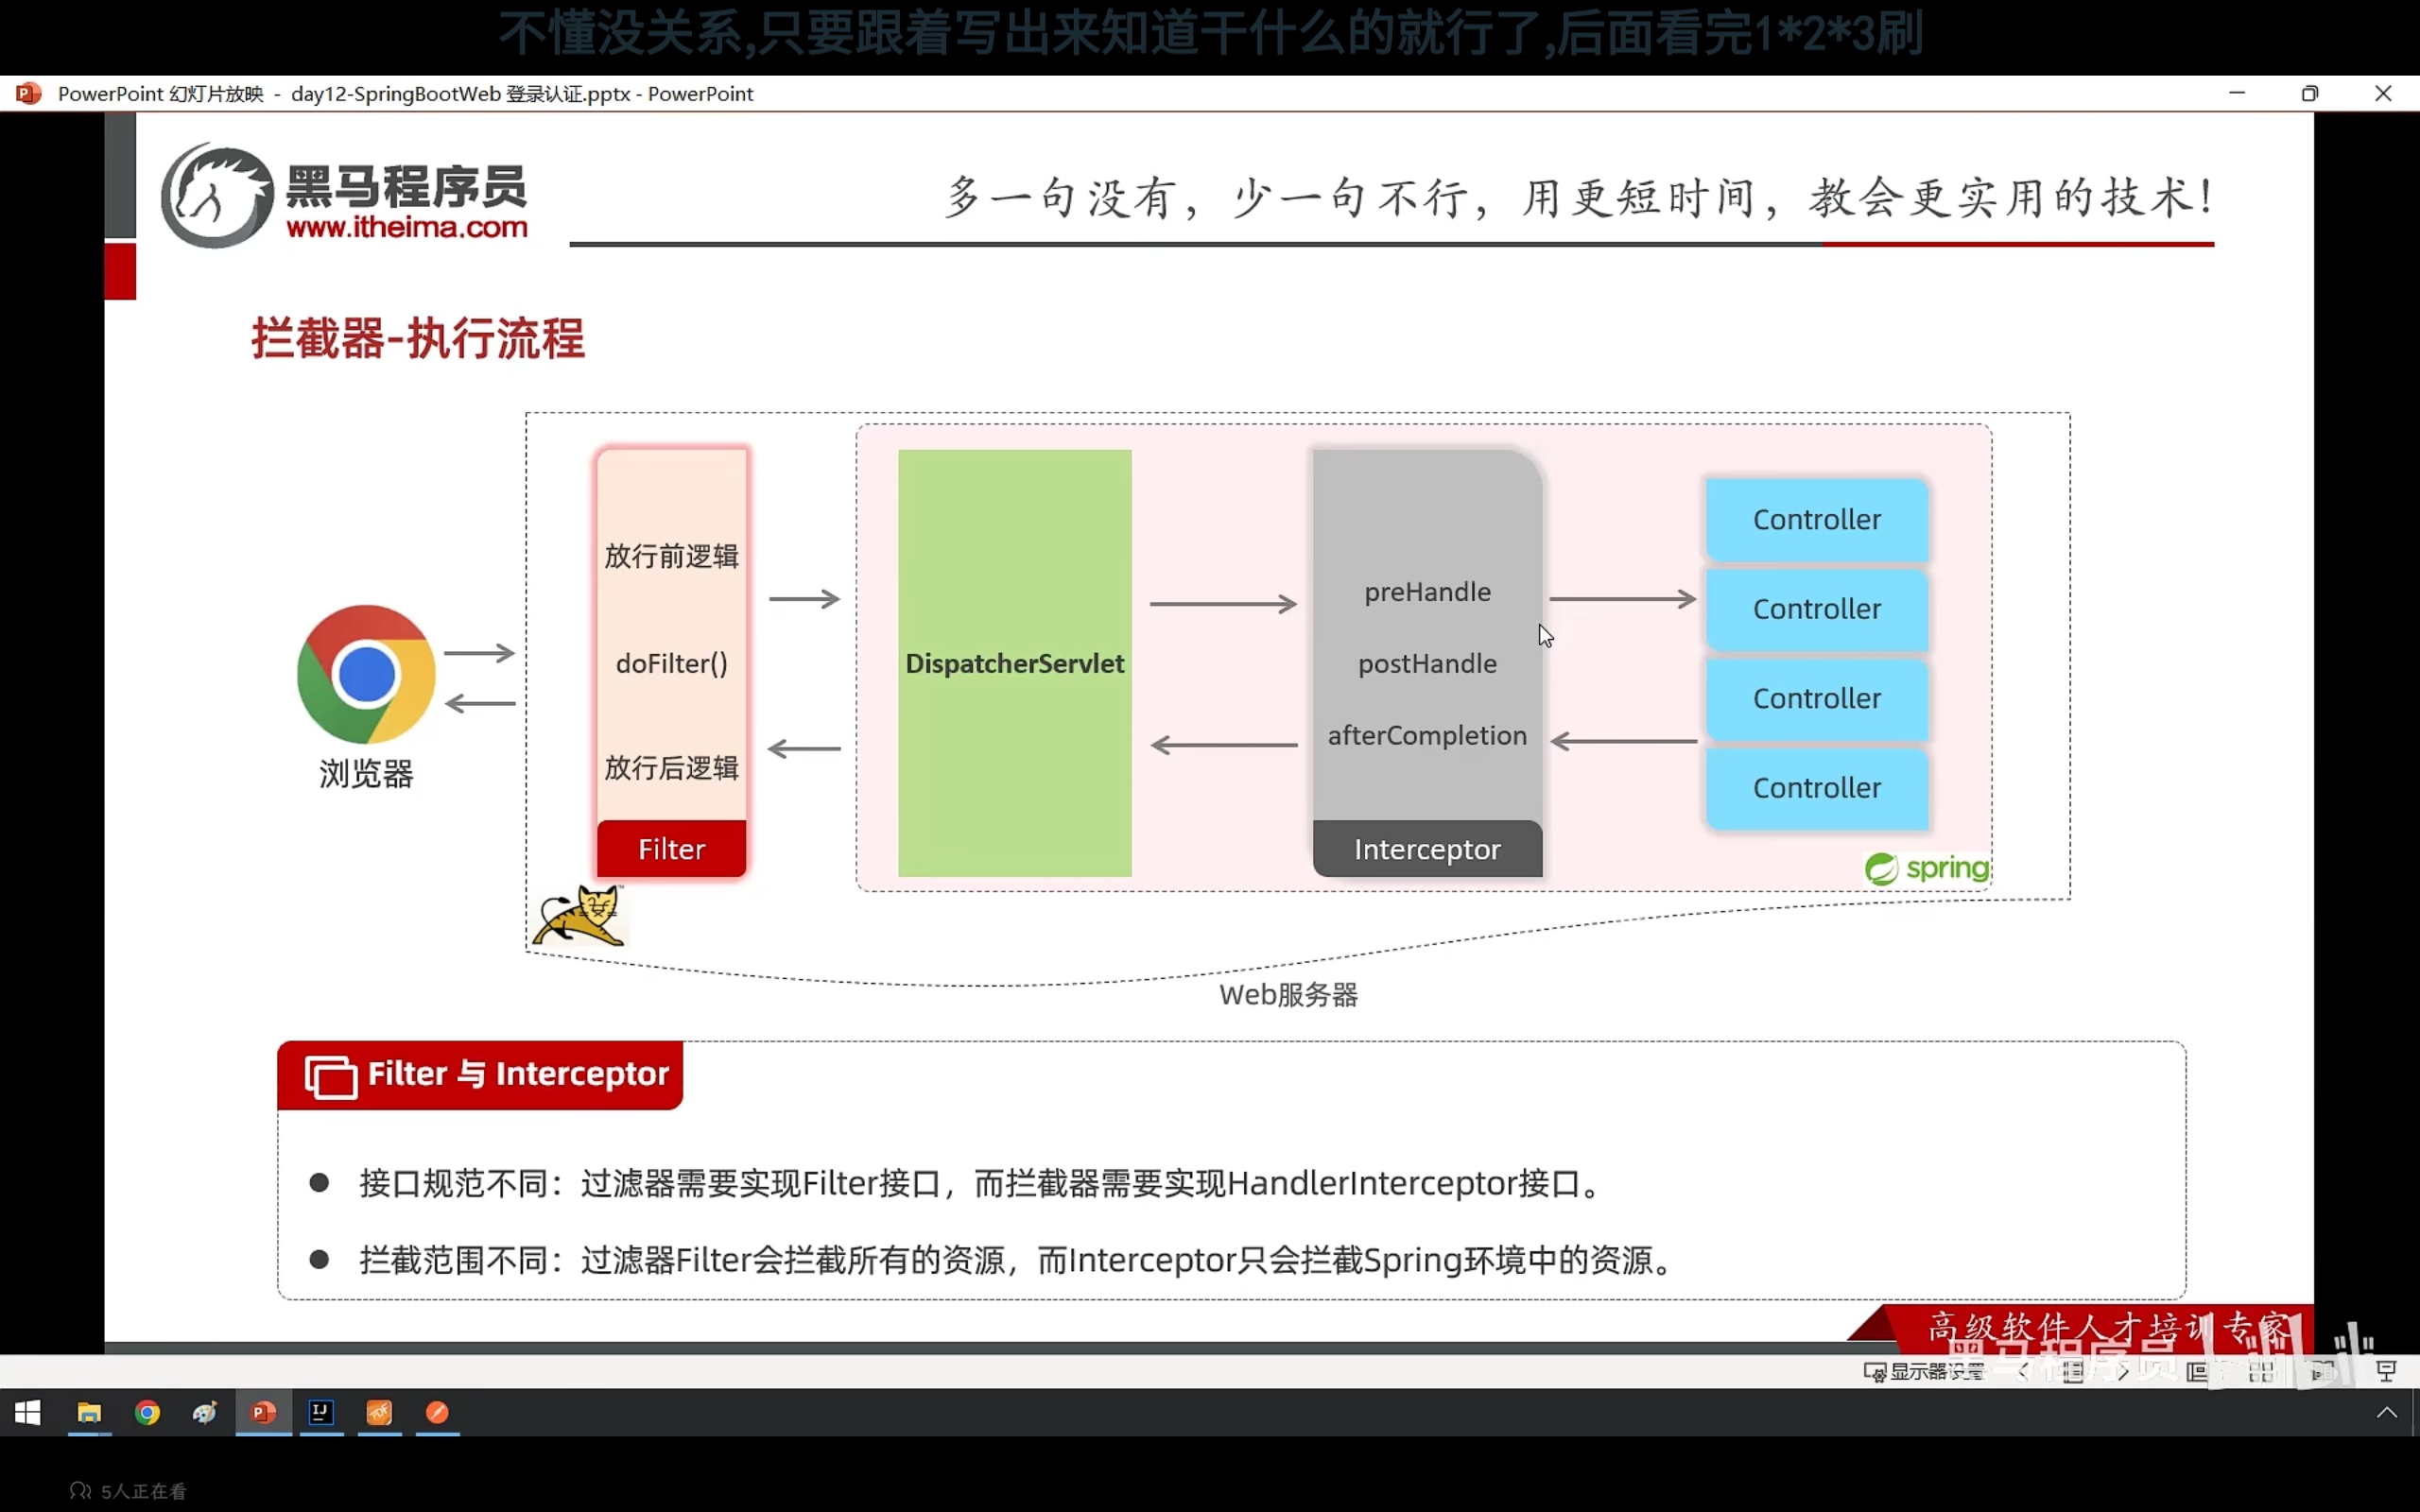 不懂没关系,只要跟着写出来知道干什么的就行了,后面看完1*2*3刷
PowerPoint 幻灯片放映 - day12-SpringBootWeb 登录认证.pptx - PowerPoint
黑马程序员
www.itheima.com
多一句没有，少一句不行，用更短时间，教会更实用的技术！
拦截器-执行流程
浏览器
放行前逻辑
doFilter()
放行后逻辑
Filter
DispatcherServlet
preHandle
postHandle
afterCompletion
Interceptor
Controller
Controller
Controller
Controller
spring
Web服务器
Filter 与 Interceptor
接口规范不同：过滤器需要实现Filter接口，而拦截器需要实现HandlerInterceptor接口。
拦截范围不同：过滤器Filter会拦截所有的资源，而Interceptor只会拦截Spring环境中的资源。
高级软件人才培训专家
黑马程序员
显示器设置
5人正在看